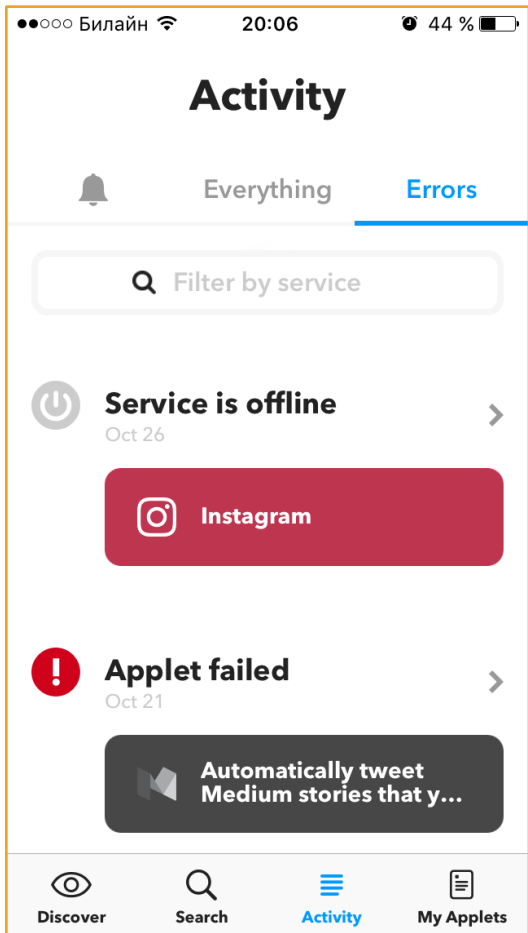 Билайн 20:06 44 %
Activity
Everything Errors
Filter by service
Service is offline
Oct 26
Instagram
Applet failed
Oct 21
Automatically tweet
Medium stories that y...
Discover Search Activity My Applets